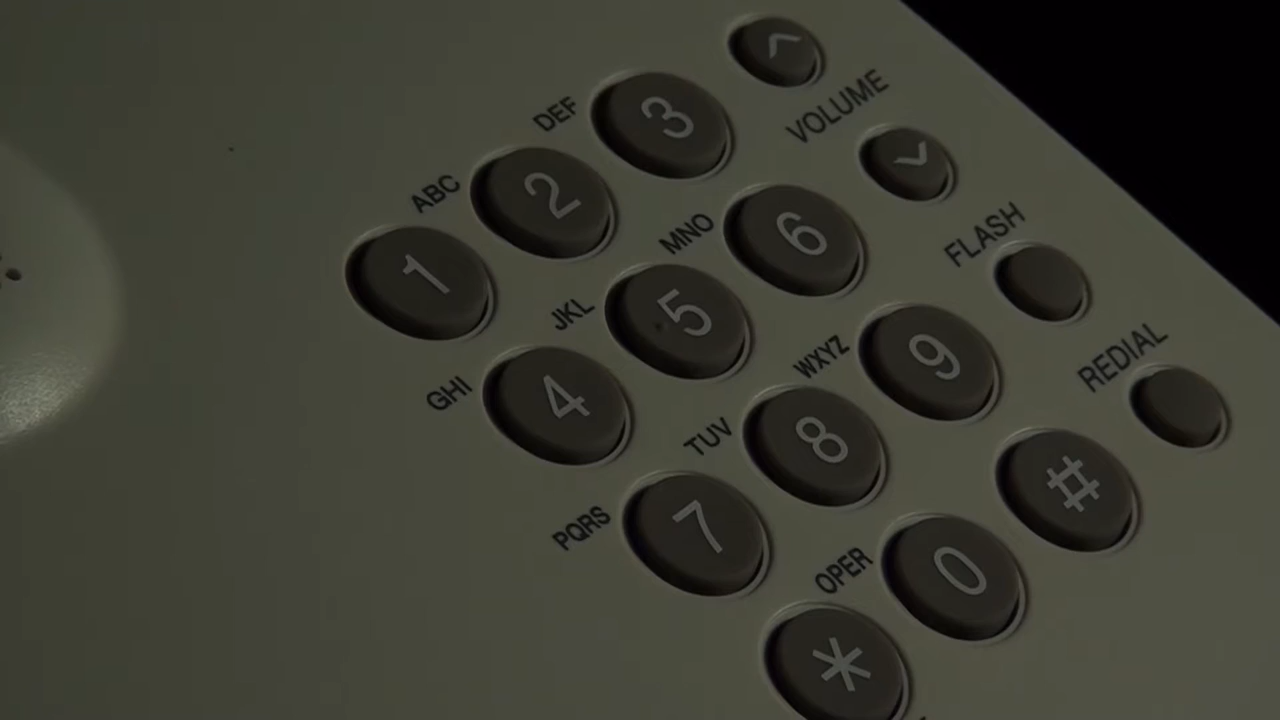 ABC
DEF
1
2
3
VOLUME
GHI
JKL
MNO
4
5
6
FLASH
PQRS
TUV
WXYZ
7
8
9
REDIAL
OPER
*
0
#